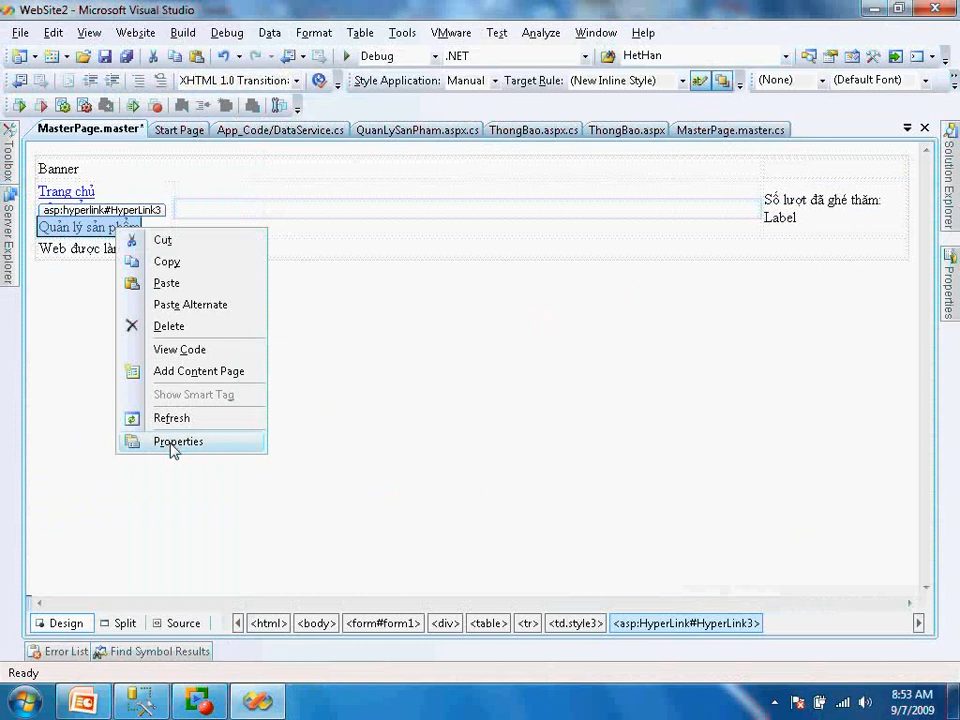 WebSite2 - Microsoft Visual Studio
File Edit View Website Build Debug Data Format Table Tools VMware Test Analyze Window Help
Debug .NET HetHan
XHTML 1.0 Transition: Style Application: Manual Target Rule: (New Inline Style) (None) (Default Font)
MasterPage.master* Start Page App_Code/DataService.cs QuanLySanPham.aspx.cs ThongBao.aspx.cs ThongBao.aspx MasterPage.master.cs
Toolbox
Server Explorer
Solution Explorer
Properties
Banner
Trang chủ
asp:hyperlink#HyperLink3
Quản lý sản phẩm
Web được làm
Số lượt đã ghé thăm:
Label
Cut
Copy
Paste
Paste Alternate
Delete
View Code
Add Content Page
Show Smart Tag
Refresh
Properties
Design Split Source <html> <body> <form#form1> <div> <table> <tr> <td.style3> <asp:HyperLink#HyperLink3>
Error List Find Symbol Results
Ready
8:53 AM
9/7/2009